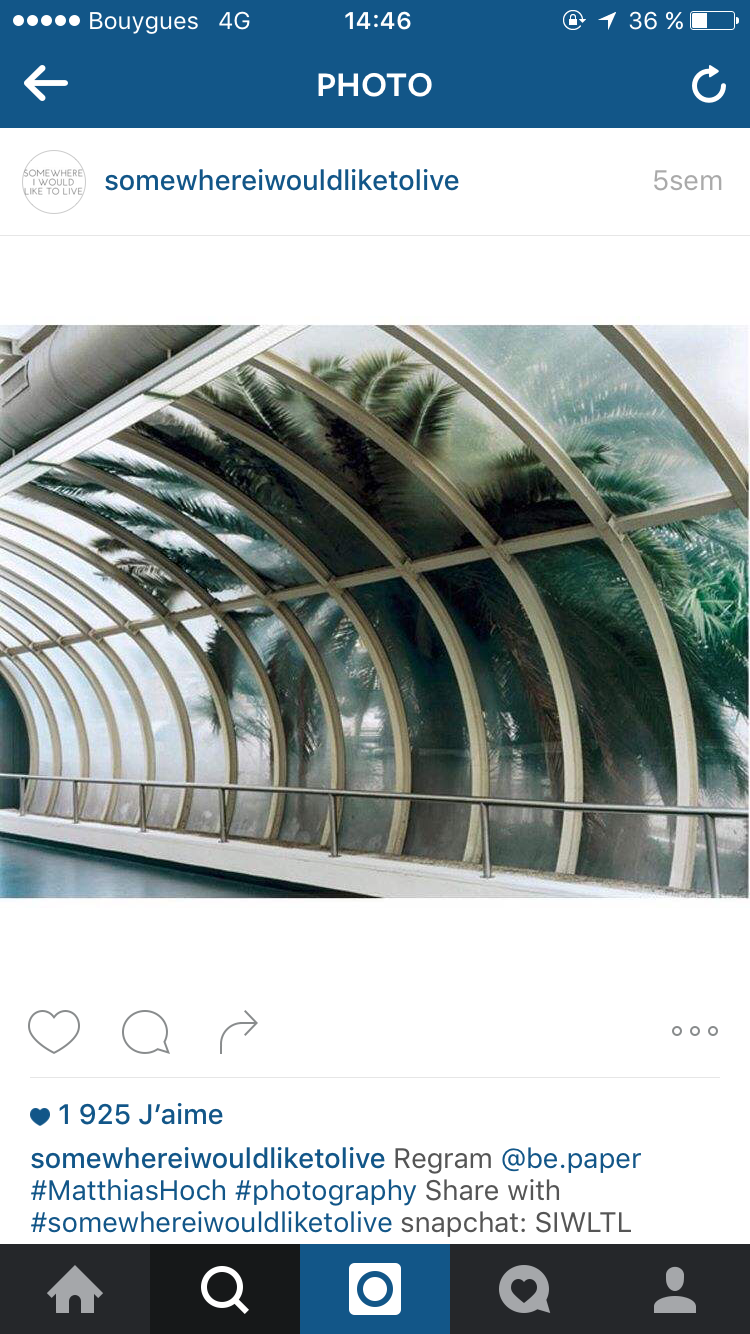 Bouygues 4G 14:46 36 %
PHOTO
SOMEWHERE
I WOULD
LIKE TO LIVE
somewhereiwouldliketolive 5sem
1 925 J’aime
somewhereiwouldliketolive Regram @be.paper
#MatthiasHoch #photography Share with
#somewhereiwouldliketolive snapchat: SIWLTL